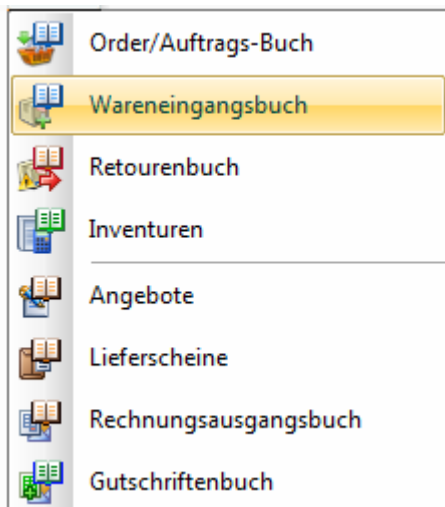 Order/Auftrags-Buch
Wareneingangsbuch
Retourenbuch
Inventuren
Angebote
Lieferscheine
Rechnungsausgangsbuch
Gutschriftenbuch